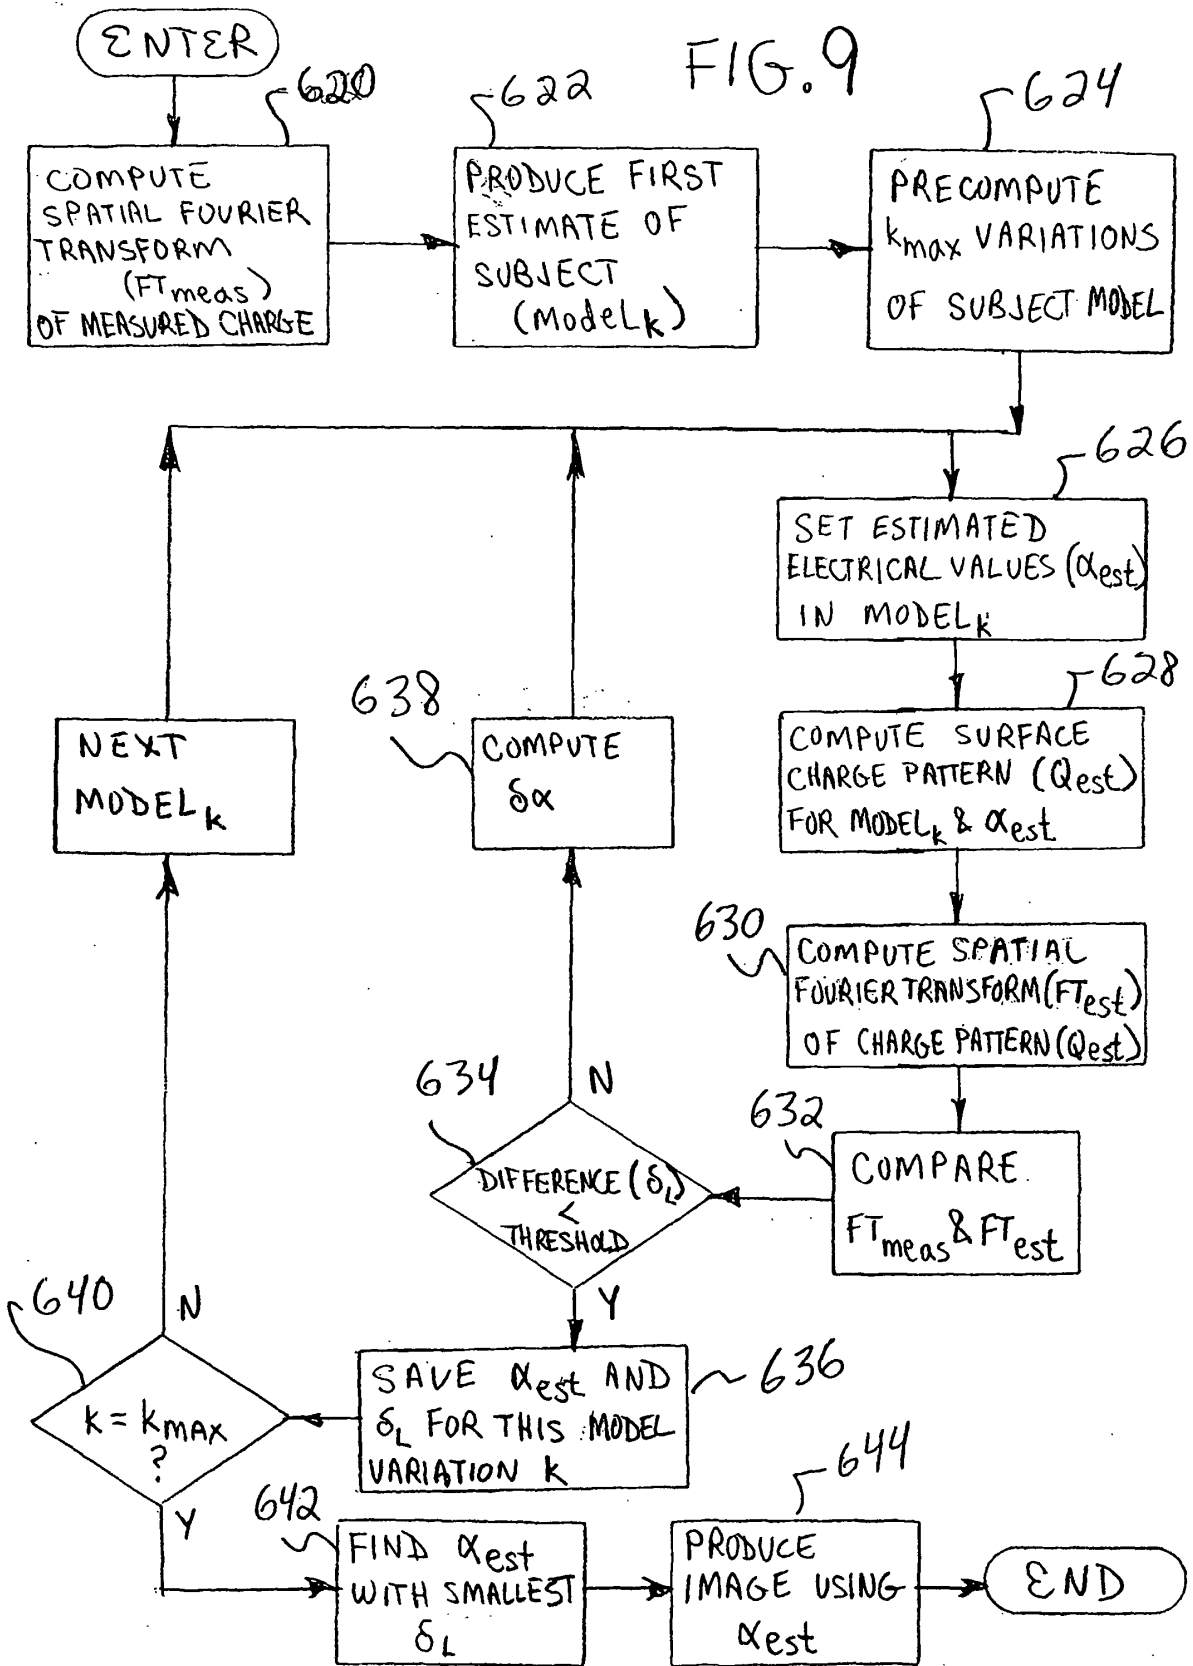 ENTER
FIG. 9
620
622
624
COMPUTE
SPATIAL FOURIER
TRANSFORM
(FTmeas)
OF MEASURED CHARGE
PRODUCE FIRST
ESTIMATE OF
SUBJECT
(MODELk)
PRECOMPUTE
kmax VARIATIONS
OF SUBJECT MODEL
626
SET ESTIMATED
ELECTRICAL VALUES (αest)
IN MODELk
628
COMPUTE SURFACE
CHARGE PATTERN (Qest)
FOR MODELk & αest
638
NEXT
MODELk
COMPUTE
δα
630
COMPUTE SPATIAL
FOURIER TRANSFORM (FTest)
OF CHARGE PATTERN (Qest)
634
N
632
DIFFERENCE (δL)
<
THRESHOLD
COMPARE
FTmeas & FTest
Y
640
N
636
SAVE αest AND
δL FOR THIS MODEL
VARIATION k
k = kMAX
?
Y
642
644
FIND αest
WITH SMALLEST
δL
PRODUCE
IMAGE USING
αest
END